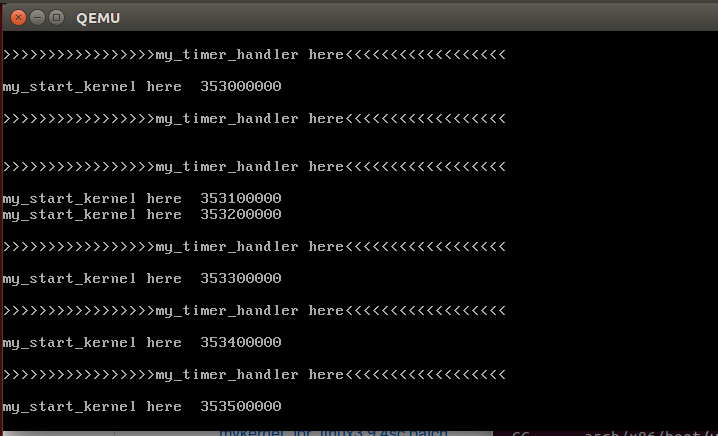 QEMU
>>>>>>>>>>>>>>>>>my_timer_handler here<<<<<<<<<<<<<<<<<<
my_start_kernel here  353000000
>>>>>>>>>>>>>>>>>my_timer_handler here<<<<<<<<<<<<<<<<<<
>>>>>>>>>>>>>>>>>my_timer_handler here<<<<<<<<<<<<<<<<<<
my_start_kernel here  353100000
my_start_kernel here  353200000
>>>>>>>>>>>>>>>>>my_timer_handler here<<<<<<<<<<<<<<<<<<
my_start_kernel here  353300000
>>>>>>>>>>>>>>>>>my_timer_handler here<<<<<<<<<<<<<<<<<<
my_start_kernel here  353400000
>>>>>>>>>>>>>>>>>my_timer_handler here<<<<<<<<<<<<<<<<<<
my_start_kernel here  353500000